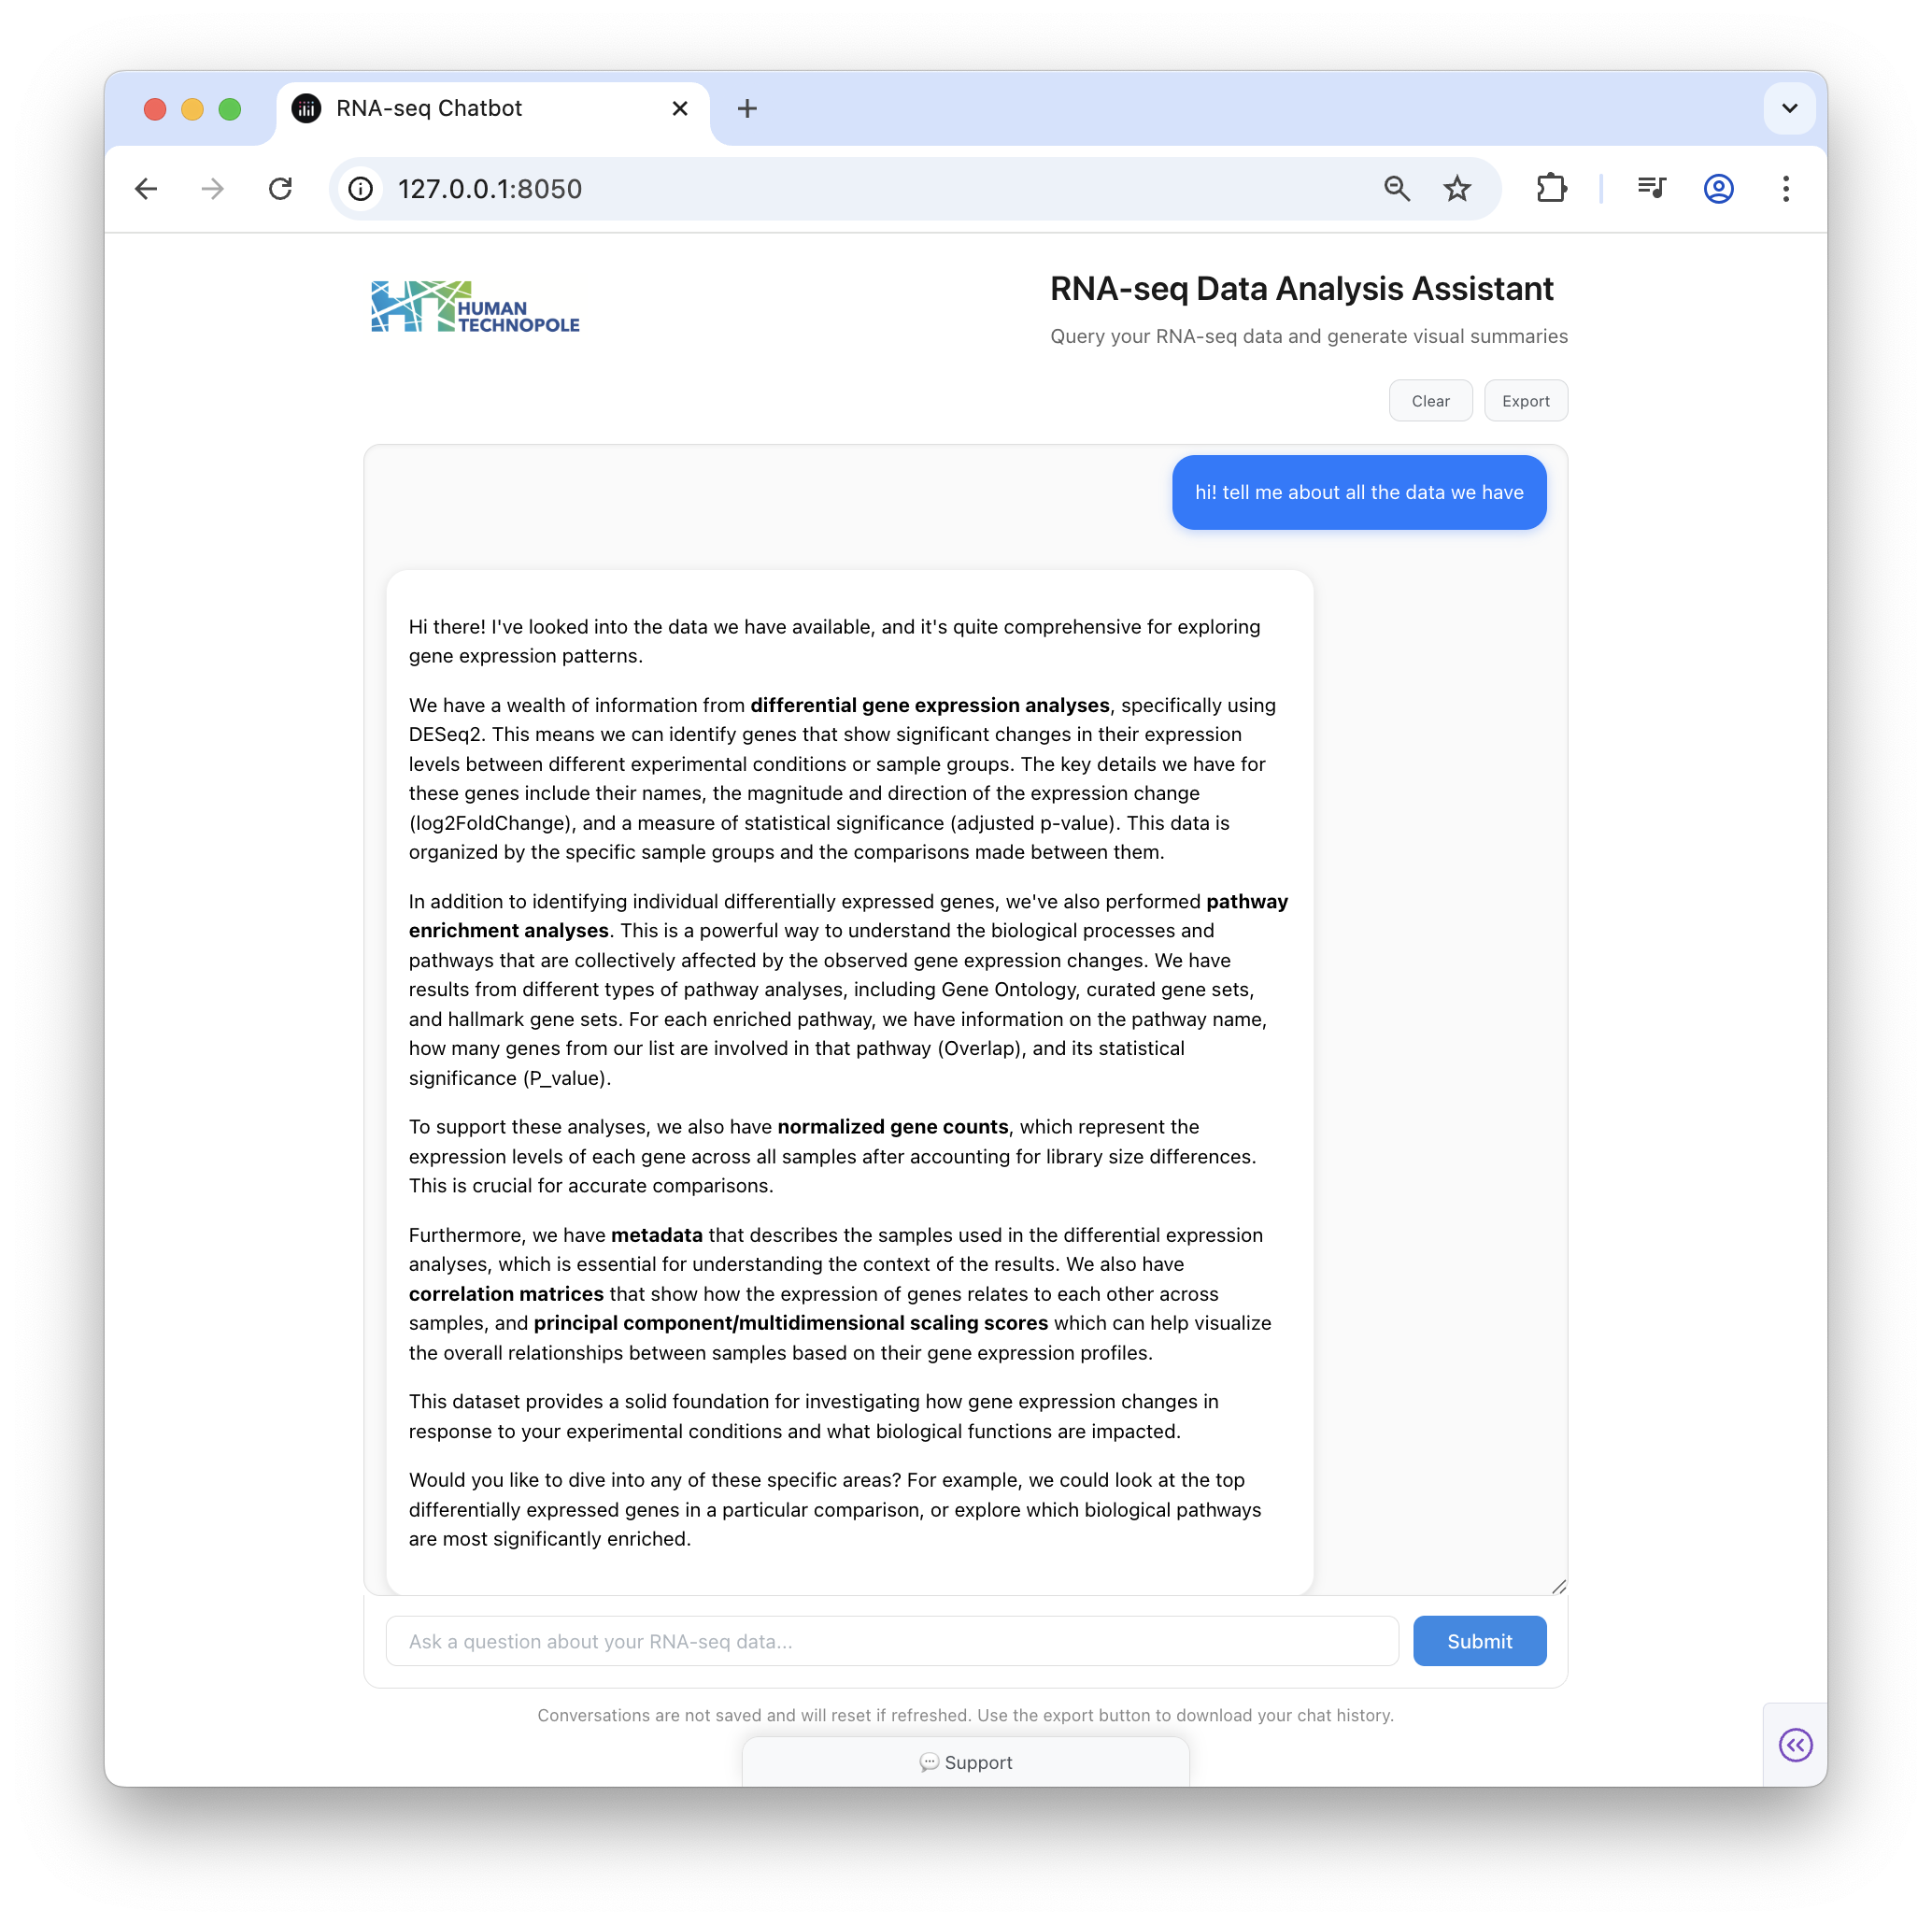 RNA-seq Chatbot
127.0.0.1:8050
HUMAN
TECHNOPOLE
RNA-seq Data Analysis Assistant
Query your RNA-seq data and generate visual summaries
Clear
Export
hi! tell me about all the data we have
Hi there! I've looked into the data we have available, and it's quite comprehensive for exploring
gene expression patterns.
We have a wealth of information from differential gene expression analyses, specifically using
DESeq2. This means we can identify genes that show significant changes in their expression
levels between different experimental conditions or sample groups. The key details we have for
these genes include their names, the magnitude and direction of the expression change
(log2FoldChange), and a measure of statistical significance (adjusted p-value). This data is
organized by the specific sample groups and the comparisons made between them.
In addition to identifying individual differentially expressed genes, we've also performed pathway
enrichment analyses. This is a powerful way to understand the biological processes and
pathways that are collectively affected by the observed gene expression changes. We have
results from different types of pathway analyses, including Gene Ontology, curated gene sets,
and hallmark gene sets. For each enriched pathway, we have information on the pathway name,
how many genes from our list are involved in that pathway (Overlap), and its statistical
significance (P_value).
To support these analyses, we also have normalized gene counts, which represent the
expression levels of each gene across all samples after accounting for library size differences.
This is crucial for accurate comparisons.
Furthermore, we have metadata that describes the samples used in the differential expression
analyses, which is essential for understanding the context of the results. We also have
correlation matrices that show how the expression of genes relates to each other across
samples, and principal component/multidimensional scaling scores which can help visualize
the overall relationships between samples based on their gene expression profiles.
This dataset provides a solid foundation for investigating how gene expression changes in
response to your experimental conditions and what biological functions are impacted.
Would you like to dive into any of these specific areas? For example, we could look at the top
differentially expressed genes in a particular comparison, or explore which biological pathways
are most significantly enriched.
Ask a question about your RNA-seq data...
Submit
Conversations are not saved and will reset if refreshed. Use the export button to download your chat history.
Support